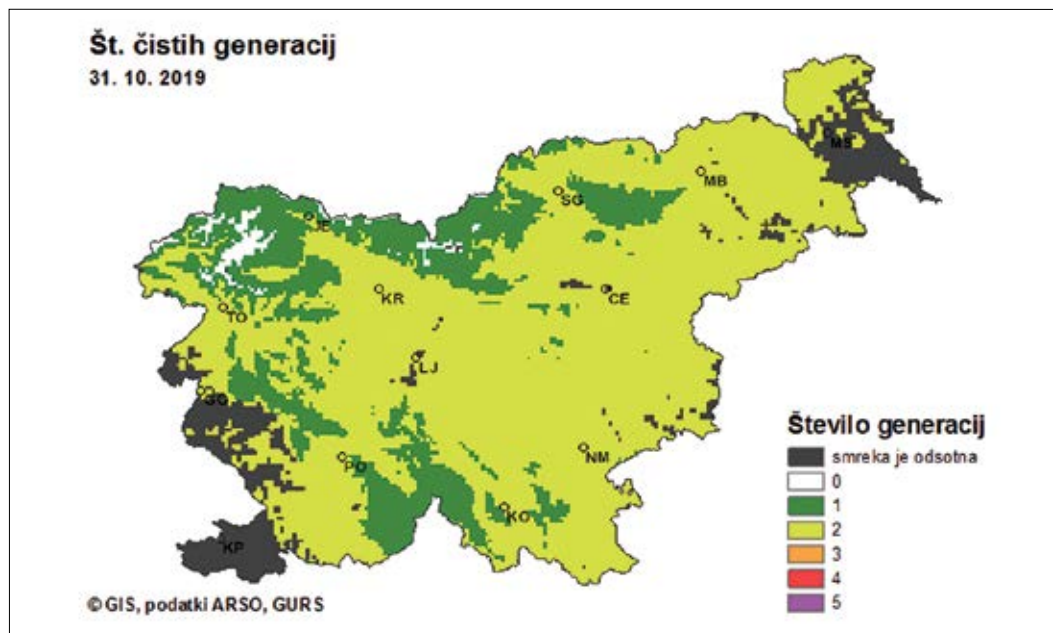 Št. čistih generacij
31. 10. 2019
MS
MB
SG
JE
KR
CE
TO
LJ
GO
NM
PO
KO
KP
Število generacij
smreka je odsotna
0
1
2
3
4
5
© GIS, podatki ARSO, GURS